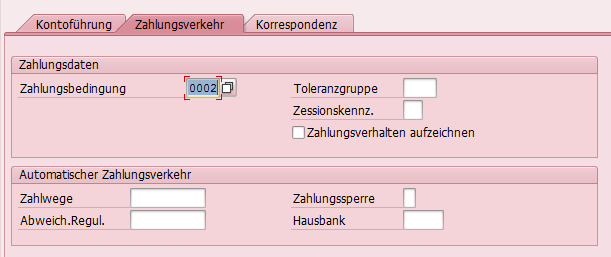 Kontoführung Zahlungsverkehr Korrespondenz
Zahlungsdaten
Zahlungsbedingung 0002 Toleranzgruppe
Zessionskennz.
Zahlungsverhalten aufzeichnen
Automatischer Zahlungsverkehr
Zahlwege Zahlungssperre
Abweich.Regul. Hausbank